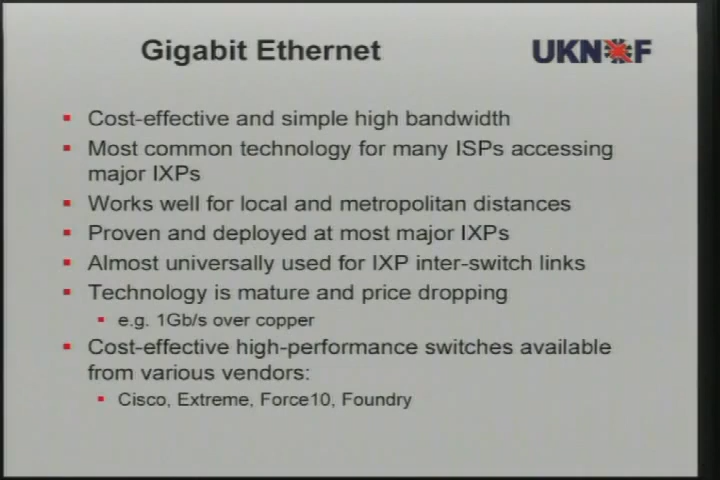 Gigabit Ethernet
UKNOF
Cost-effective and simple high bandwidth
Most common technology for many ISPs accessing
major IXPs
Works well for local and metropolitan distances
Proven and deployed at most major IXPs
Almost universally used for IXP inter-switch links
Technology is mature and price dropping
e.g. 1Gb/s over copper
Cost-effective high-performance switches available
from various vendors:
Cisco, Extreme, Force10, Foundry